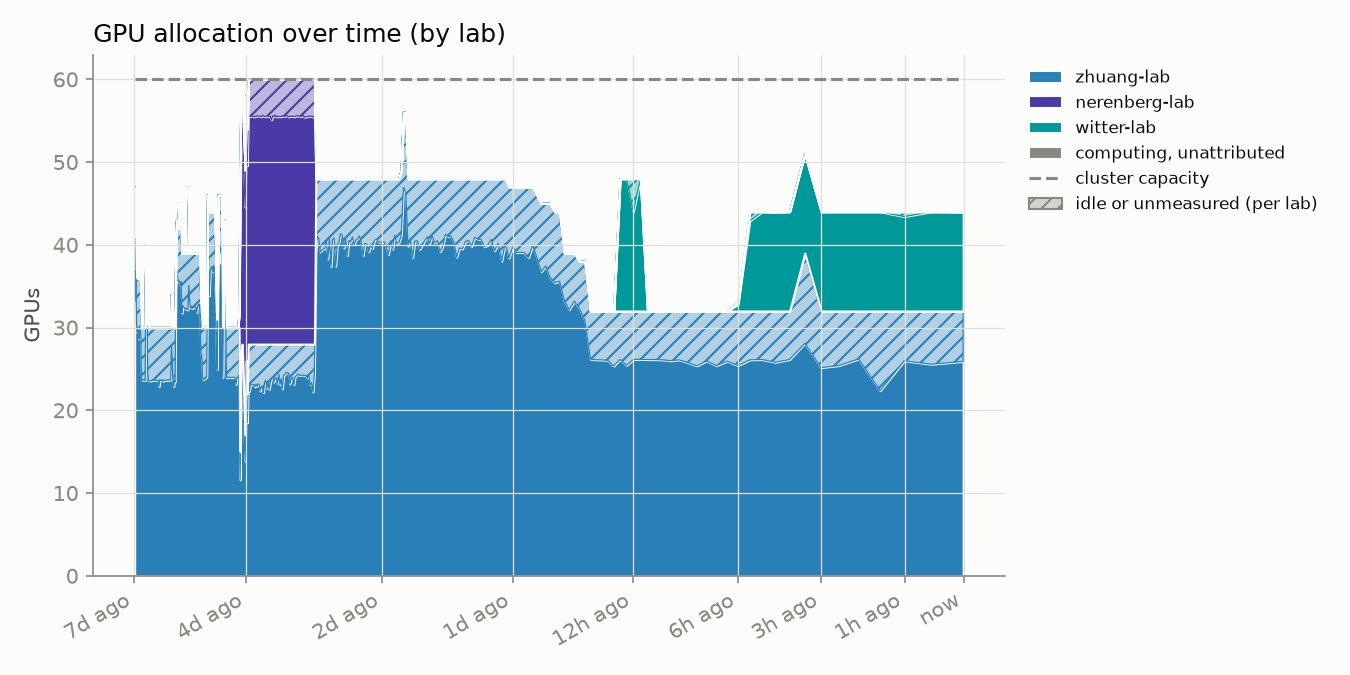 GPU allocation over time (by lab)
GPUs
60
50
40
30
20
10
0
7d ago
4d ago
2d ago
1d ago
12h ago
6h ago
3h ago
1h ago
now
zhuang-lab
nerenberg-lab
witter-lab
computing, unattributed
cluster capacity
idle or unmeasured (per lab)